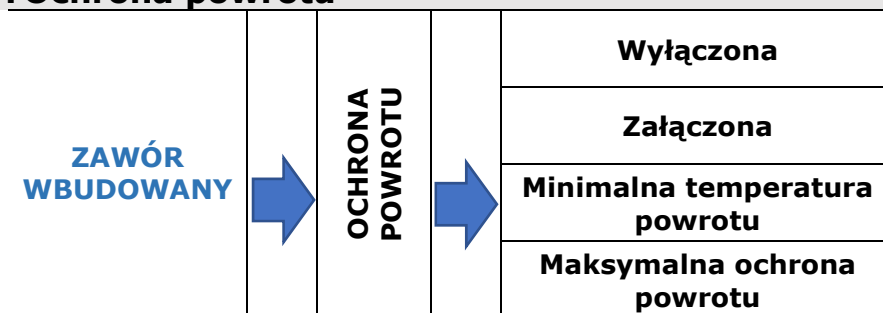 Ochrona powrotu
ZAWÓR
WBUDOWANY
OCHRONA
POWROTU
Wyłączona
Załączona
Minimalna temperatura
powrotu
Maksymalna ochrona
powrotu